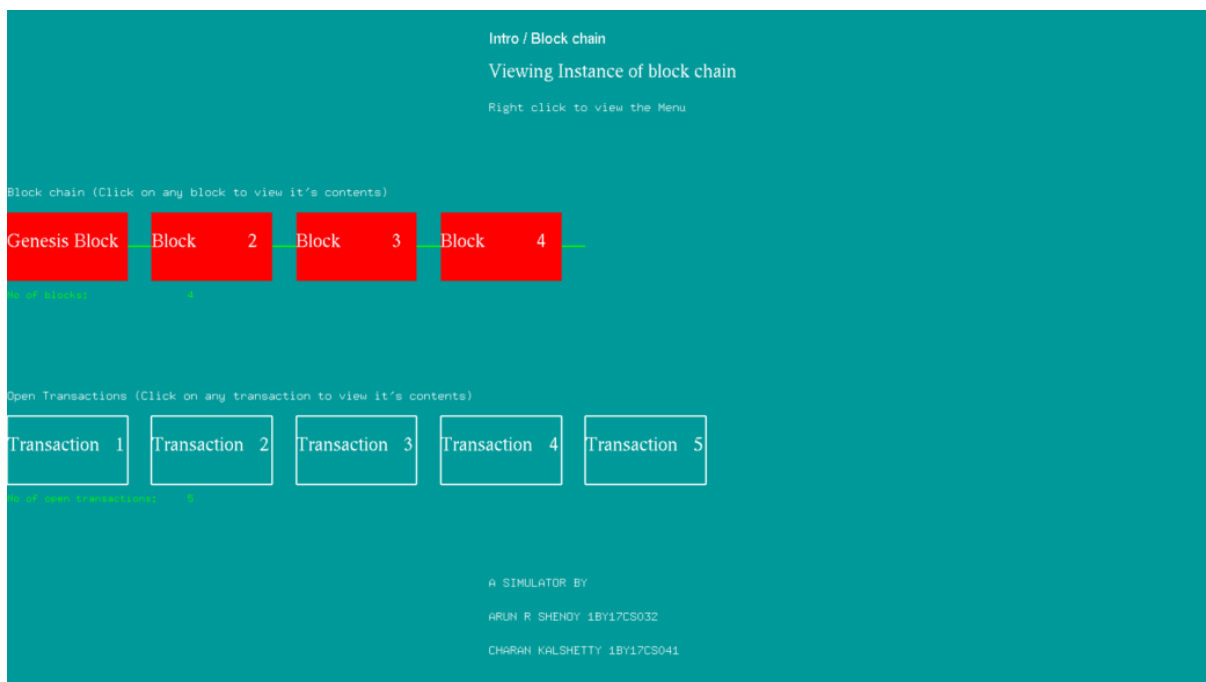 Intro / Block chain
Viewing Instance of block chain
Right click to view the Menu
Block chain (Click on any block to view it's contents)
Genesis Block Block 2 Block 3 Block 4
No of blocks: 4
Open Transactions (Click on any transaction to view it's contents)
Transaction 1 Transaction 2 Transaction 3 Transaction 4 Transaction 5
No of open transactions: 5
A SIMULATOR BY
ARUN R SHENOY 1BY17CS032
CHARAN KALSHETTY 1BY17CS041